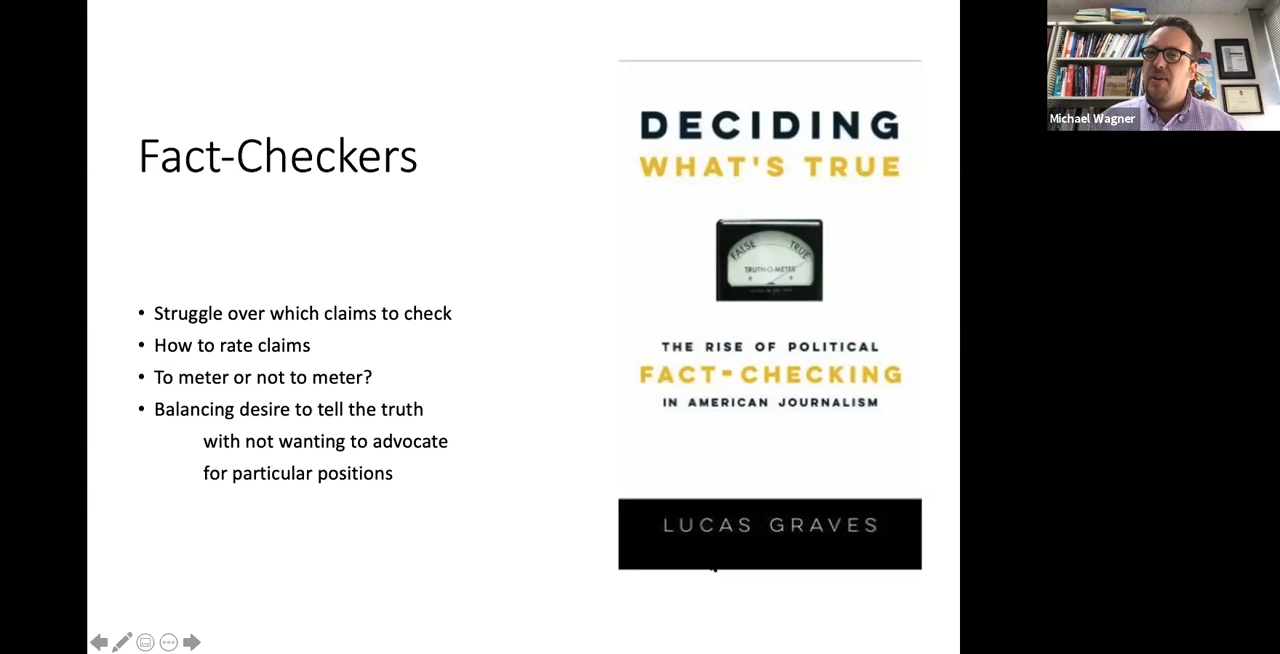 Fact-Checkers
• Struggle over which claims to check
• How to rate claims
• To meter or not to meter?
• Balancing desire to tell the truth
with not wanting to advocate
for particular positions
DECIDING
WHAT'S TRUE
FALSE TRUE
TRUTH-O-METER
THE RISE OF POLITICAL
FACT-CHECKING
IN AMERICAN JOURNALISM
LUCAS GRAVES
Michael Wagner